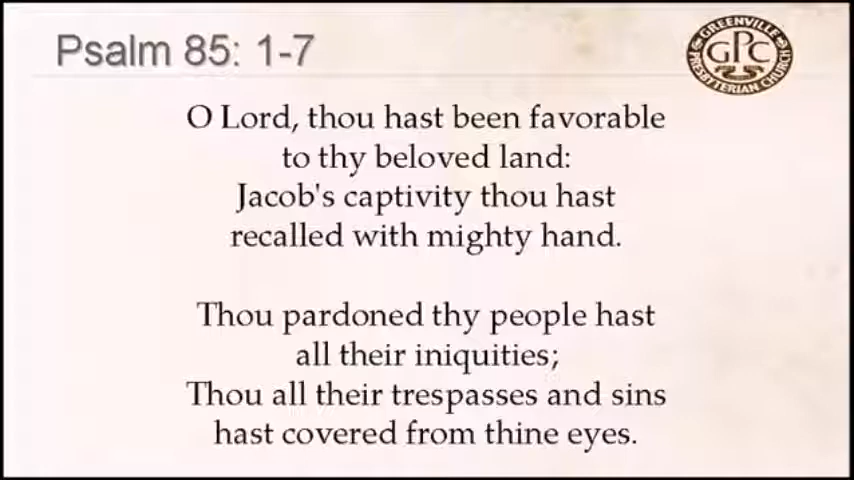 Psalm 85: 1-7
GREENVILLE
GPC
PRESBYTERIAN CHURCH
O Lord, thou hast been favorable
to thy beloved land:
Jacob's captivity thou hast
recalled with mighty hand.
Thou pardoned thy people hast
all their iniquities;
Thou all their trespasses and sins
hast covered from thine eyes.